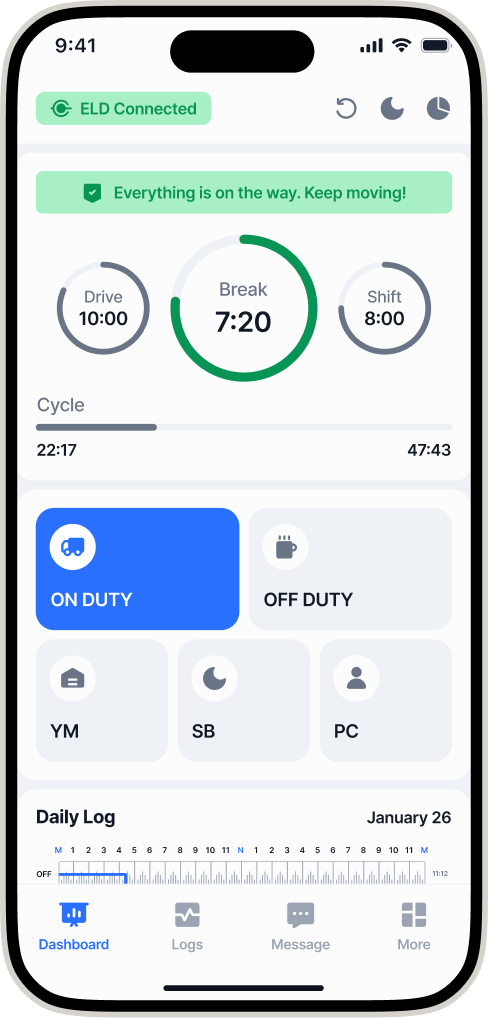 9:41
ELD Connected
Everything is on the way. Keep moving!
Drive
10:00
Break
7:20
Shift
8:00
Cycle
22:17
47:43
ON DUTY
OFF DUTY
YM
SB
PC
Daily Log
January 26
M 1 2 3 4 5 6 7 8 9 10 11 N 1 2 3 4 5 6 7 8 9 10 11 M
OFF
11:12
Dashboard
Logs
Message
More